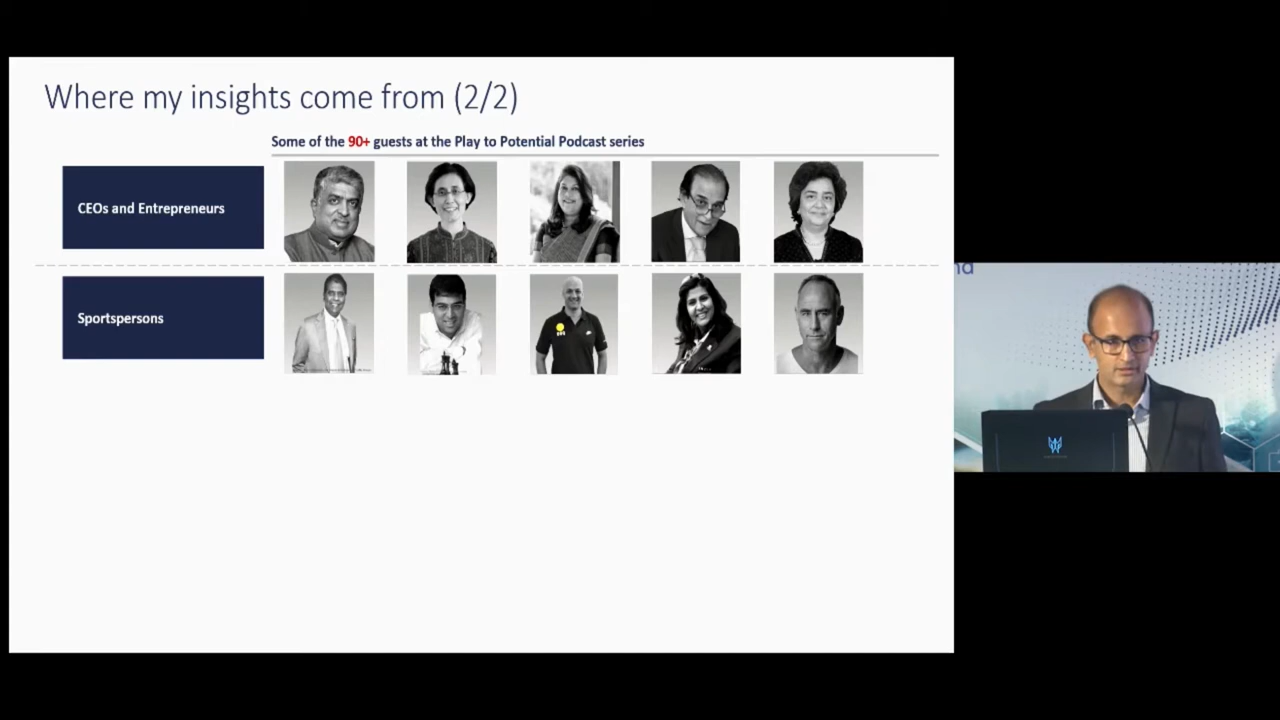 Where my insights come from (2/2)
Some of the 90+ guests at the Play to Potential Podcast series
CEOs and Entrepreneurs
Sportspersons
nd